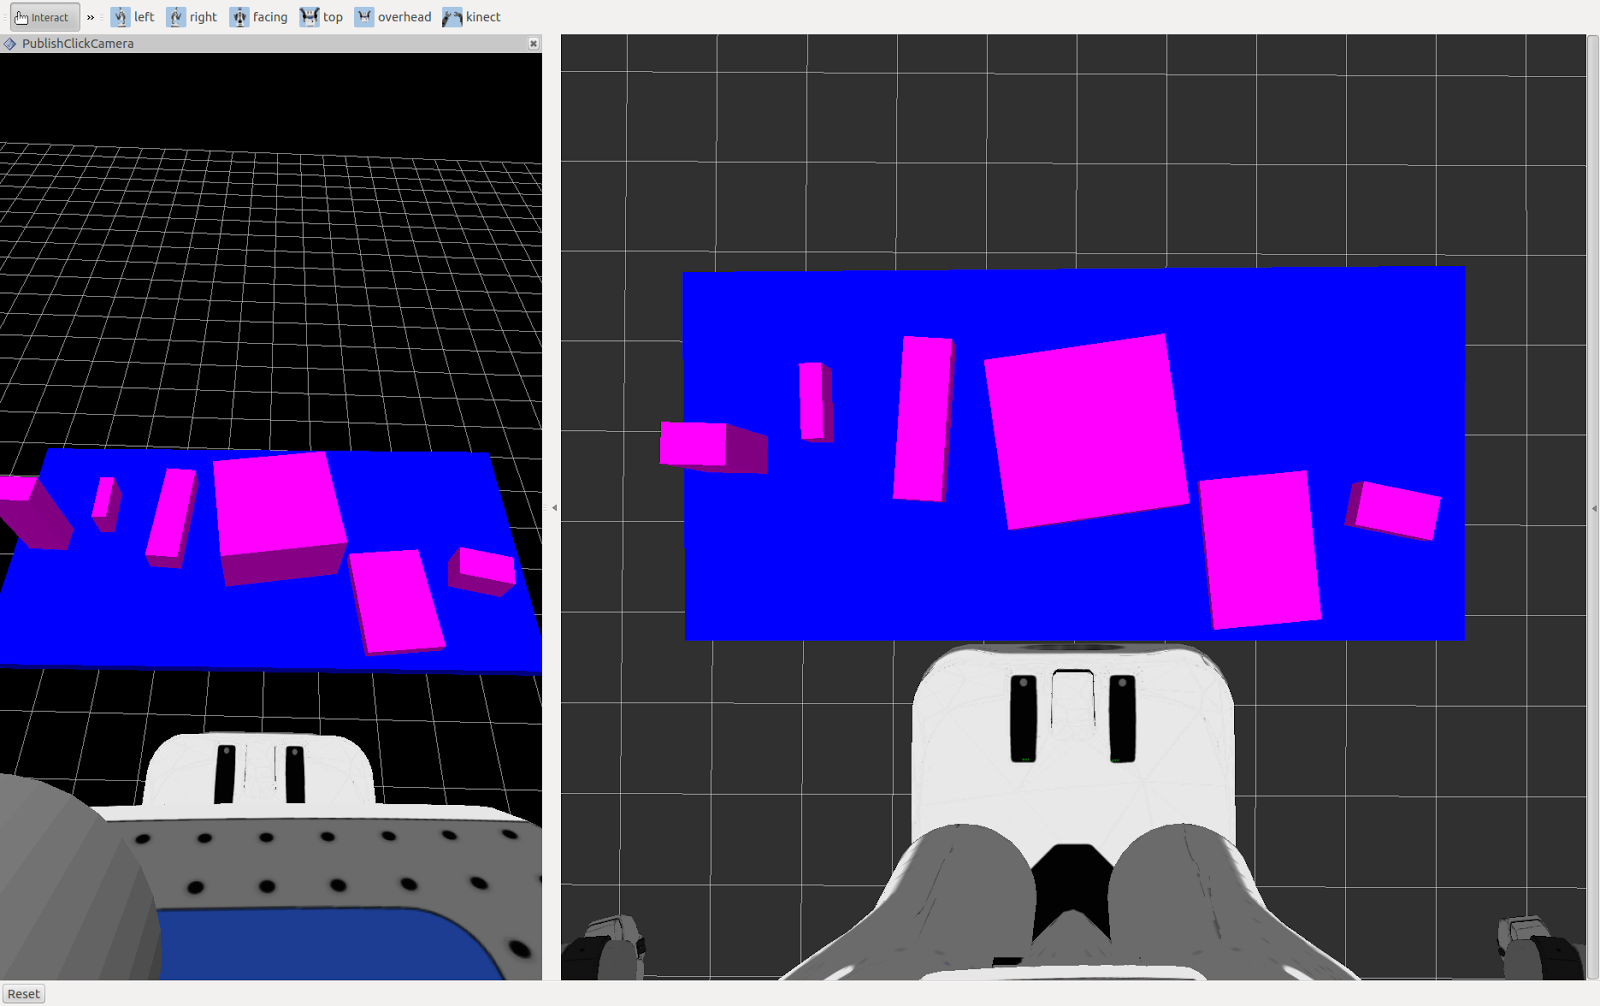 Interact » left right facing top overhead kinect
PublishClickCamera
Reset